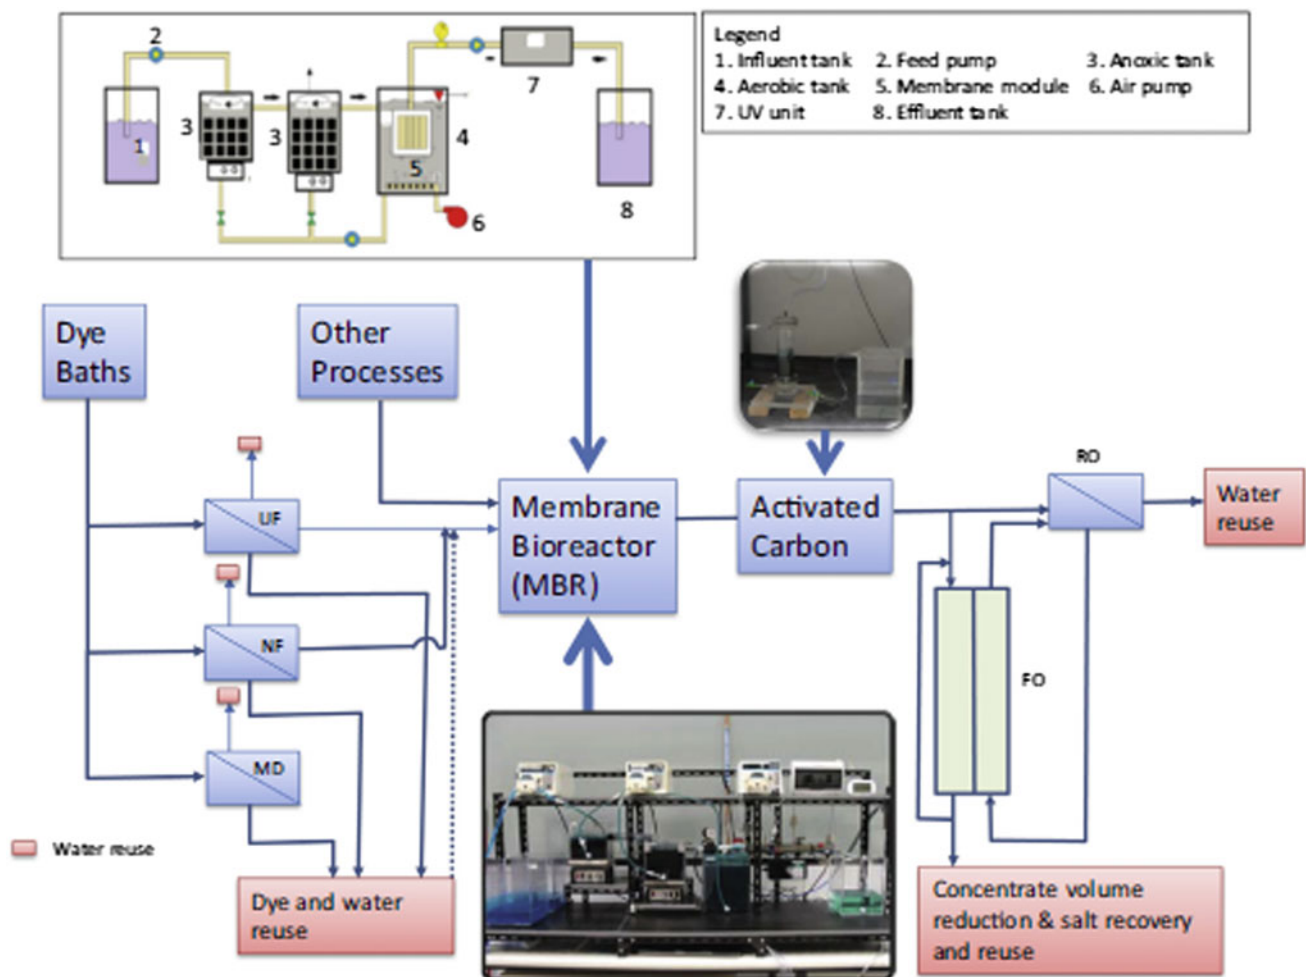 Legend
1. Influent tank 2. Feed pump 3. Anoxic tank
4. Aerobic tank 5. Membrane module 6. Air pump
7. UV unit 8. Effluent tank
2
1
3
3
4
5
6
7
8
Dye
Baths
Other
Processes
UF
NF
MD
Membrane
Bioreactor
(MBR)
Activated
Carbon
RO
Water
reuse
FO
Water reuse
Dye and water
reuse
Concentrate volume
reduction & salt recovery
and reuse